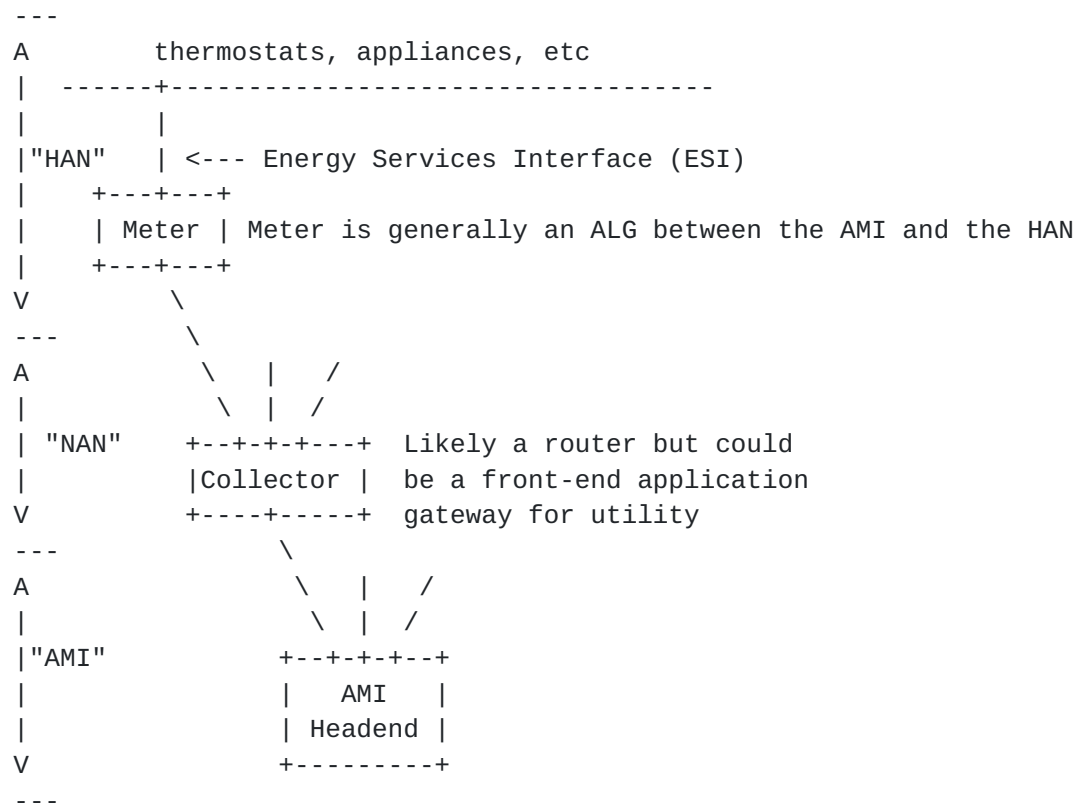 ---
A        thermostats, appliances, etc
|  ------+-----------------------------------
|        |
|"HAN"   | <--- Energy Services Interface (ESI)
|    +---+---+
|    | Meter | Meter is generally an ALG between the AMI and the HAN
|    +---+---+
V         \
---        \
A           \   |   /
|            \  |  /
| "NAN"    +--+-+-+---+  Likely a router but could
|          |Collector |  be a front-end application
V          +----+-----+  gateway for utility
---              \
A                 \   |   /
|                  \  |  /
|"AMI"           +--+-+-+--+
|                |   AMI   |
|                | Headend |
V                +---------+
---